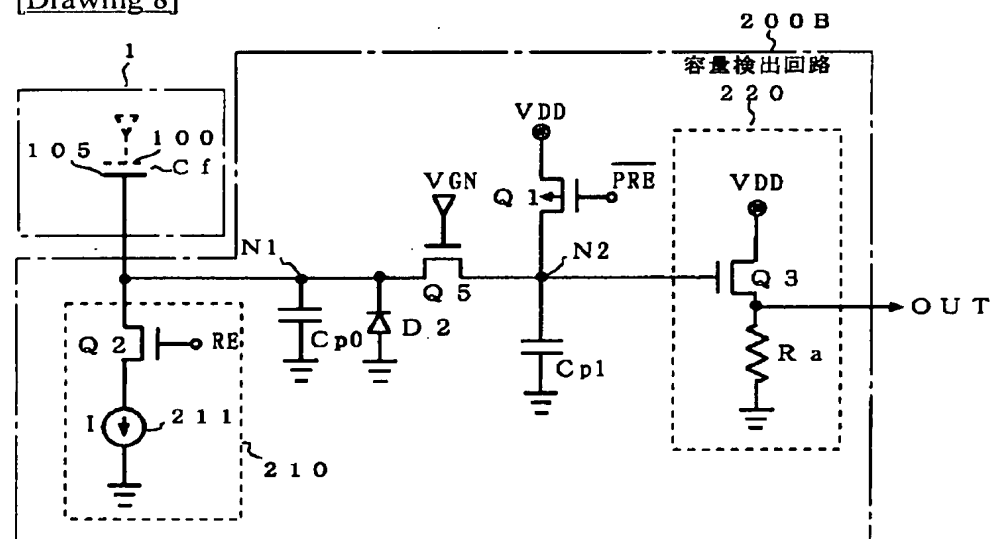 [Drawing 8]
200B
容量検出回路
1
220
VDD
100
105
Cf
VGN
PRE
Q1
VDD
N1
N2
Q3
Q5
OUT
Q2
RE
Cp0
D2
Cp1
Ra
I
211
210